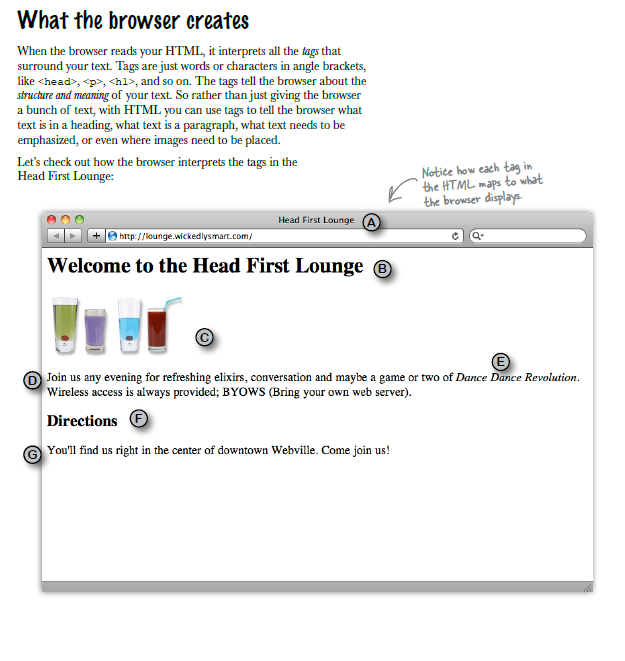 What the browser creates
When the browser reads your HTML, it interprets all the tags that
surround your text. Tags are just words or characters in angle brackets,
like <head>, <p>, <h1>, and so on. The tags tell the browser about the
structure and meaning of your text. So rather than just giving the browser
a bunch of text, with HTML you can use tags to tell the browser what
text is in a heading, what text is a paragraph, what text needs to be
emphasized, or even where images need to be placed.
Let's check out how the browser interprets the tags in the
Head First Lounge:
Notice how each tag in
the HTML maps to what
the browser displays.
Head First Lounge A
http://lounge.wickedlysmart.com/
Welcome to the Head First Lounge B
C
E
D Join us any evening for refreshing elixirs, conversation and maybe a game or two of Dance Dance Revolution.
Wireless access is always provided; BYOWS (Bring your own web server).
Directions F
G You'll find us right in the center of downtown Webville. Come join us!